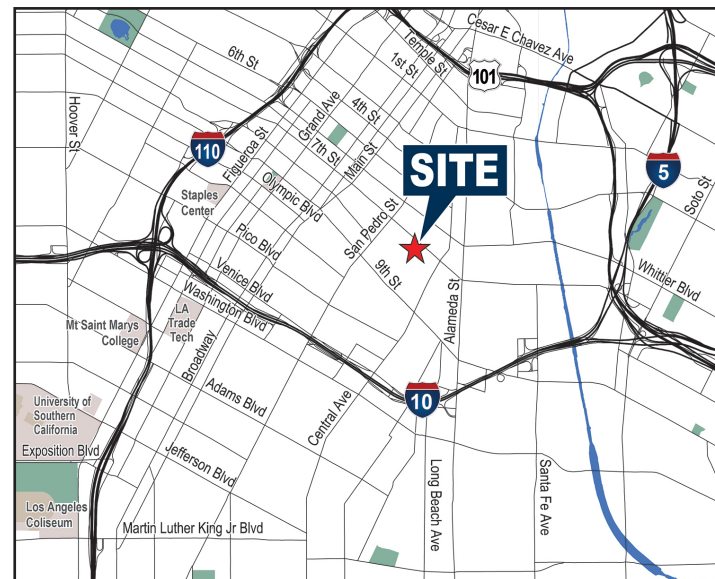 Cesar E Chavez Ave
Temple St
6th St
1st St
101
Hoover St
Grand Ave
4th St
110
Figueroa St
7th St
Main St
SITE
5
Soto St
Staples
Center
Olympic Blvd
San Pedro St
Pico Blvd
9th St
Whittier Blvd
Venice Blvd
Alameda St
Washington Blvd
Mt Saint Marys
College
LA
Trade
Tech
Broadway
10
Adams Blvd
Central Ave
University of
Southern
California
Exposition Blvd
Jefferson Blvd
Long Beach Ave
Santa Fe Ave
Los Angeles
Coliseum
Martin Luther King Jr Blvd